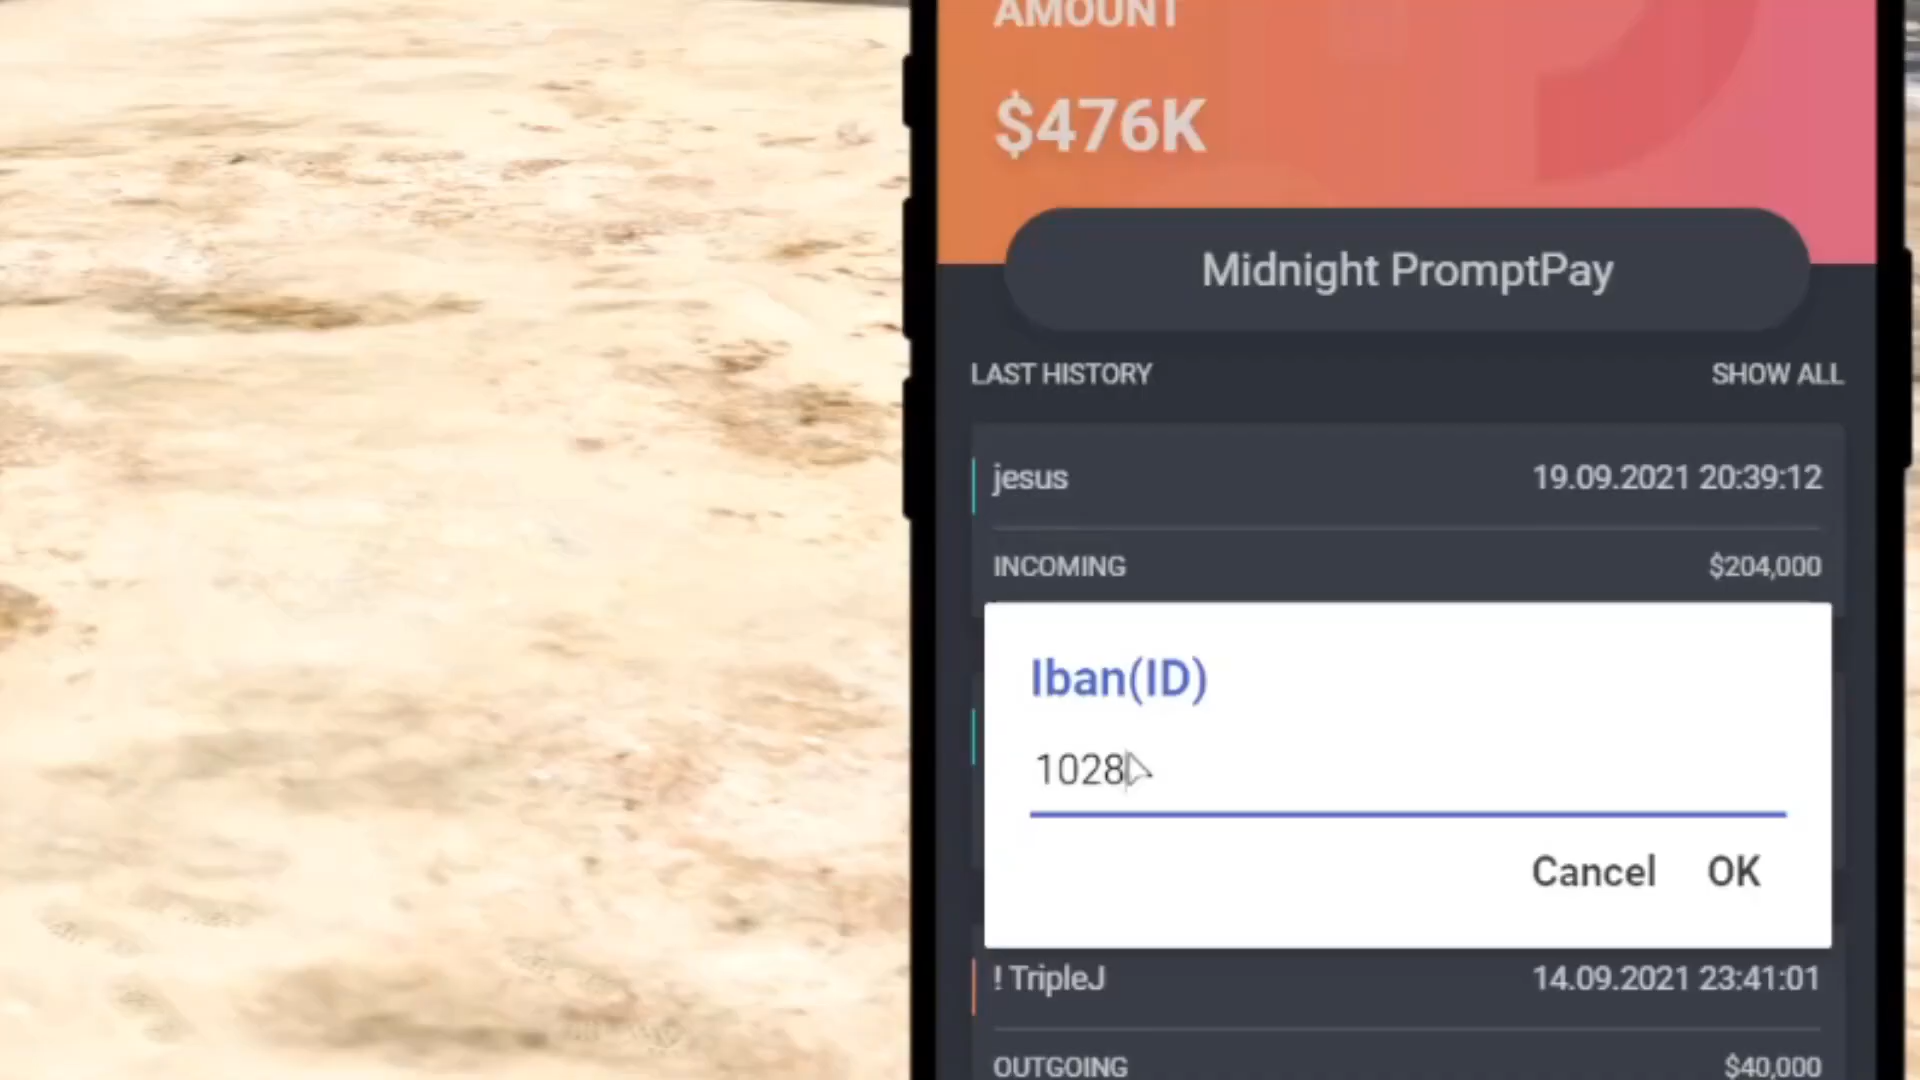 AMOUNT
$476K
Midnight PromptPay
LAST HISTORY SHOW ALL
jesus 19.09.2021 20:39:12
INCOMING $204,000
Iban(ID)
1028
Cancel OK
! TripleJ 14.09.2021 23:41:01
OUTGOING $40,000